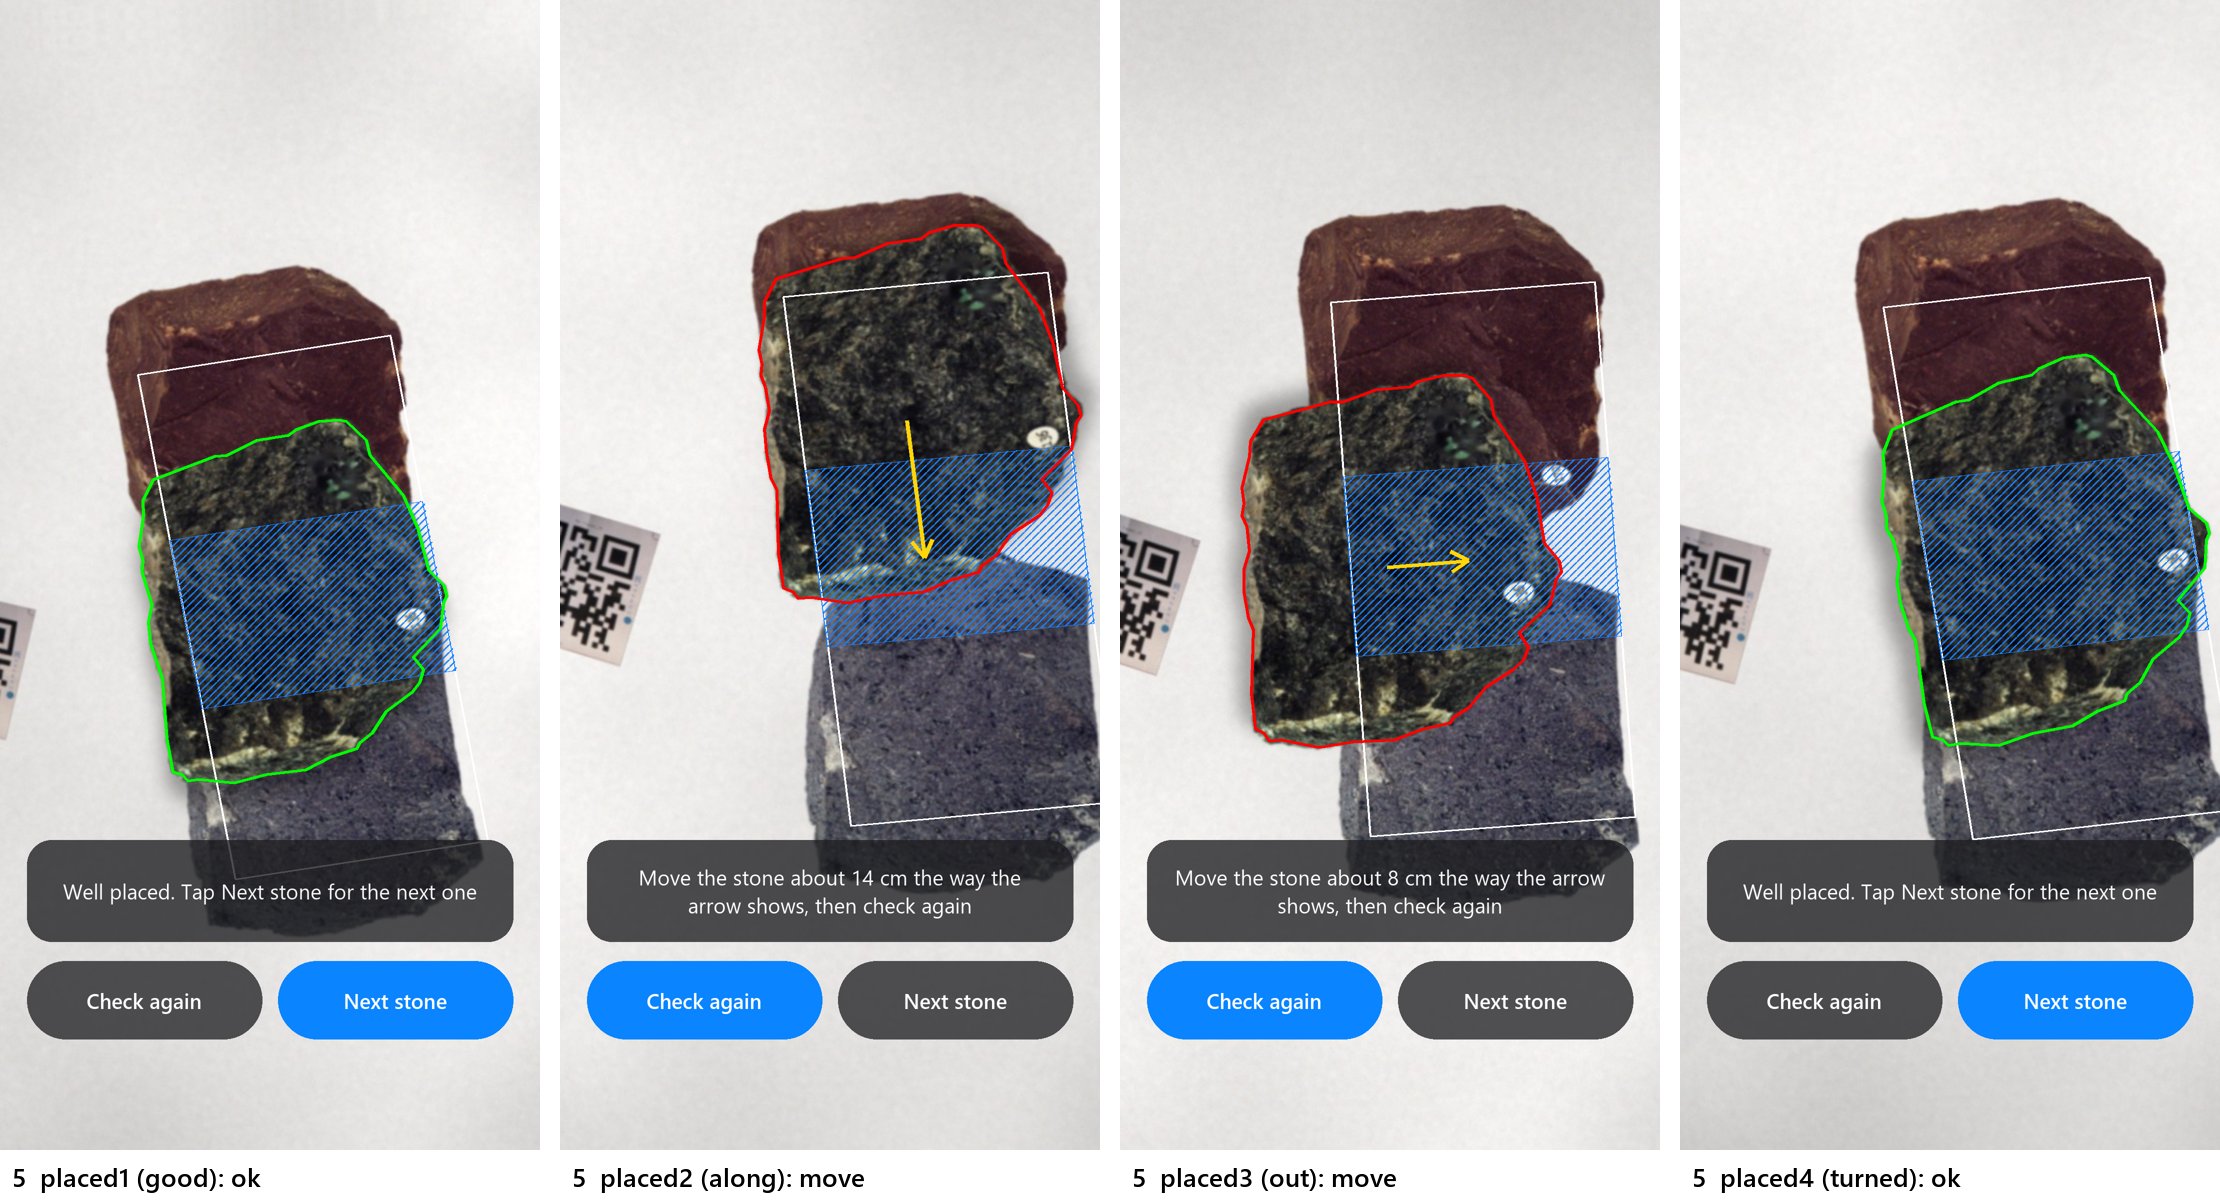 Well placed. Tap Next stone for the next one
Check again
Next stone
5 placed1 (good): ok
Move the stone about 14 cm the way the
arrow shows, then check again
Check again
Next stone
5 placed2 (along): move
Move the stone about 8 cm the way the arrow
shows, then check again
Check again
Next stone
5 placed3 (out): move
Well placed. Tap Next stone for the next one
Check again
Next stone
5 placed4 (turned): ok